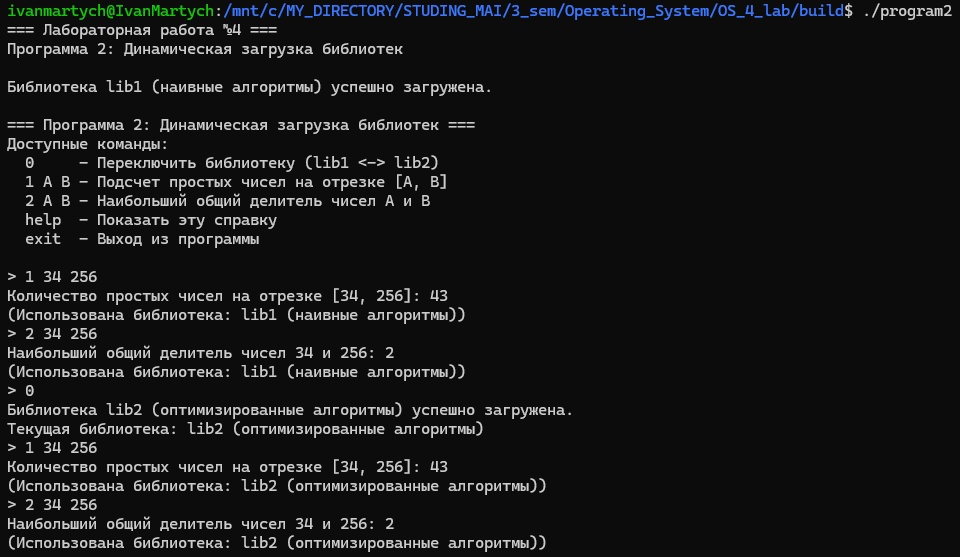 ivanmartych@IvanMartych:/mnt/c/MY_DIRECTORY/STUDING_MAI/3_sem/Operating_System/OS_4_lab/build$ ./program2
=== Лабораторная работа №4 ===
Программа 2: Динамическая загрузка библиотек
Библиотека lib1 (наивные алгоритмы) успешно загружена.
=== Программа 2: Динамическая загрузка библиотек ===
Доступные команды:
0 - Переключить библиотеку (lib1 <-> lib2)
1 A B - Подсчет простых чисел на отрезке [A, B]
2 A B - Наибольший общий делитель чисел A и B
help - Показать эту справку
exit - Выход из программы
> 1 34 256
Количество простых чисел на отрезке [34, 256]: 43
(Использована библиотека: lib1 (наивные алгоритмы))
> 2 34 256
Наибольший общий делитель чисел 34 и 256: 2
(Использована библиотека: lib1 (наивные алгоритмы))
> 0
Библиотека lib2 (оптимизированные алгоритмы) успешно загружена.
Текущая библиотека: lib2 (оптимизированные алгоритмы)
> 1 34 256
Количество простых чисел на отрезке [34, 256]: 43
(Использована библиотека: lib2 (оптимизированные алгоритмы))
> 2 34 256
Наибольший общий делитель чисел 34 и 256: 2
(Использована библиотека: lib2 (оптимизированные алгоритмы))